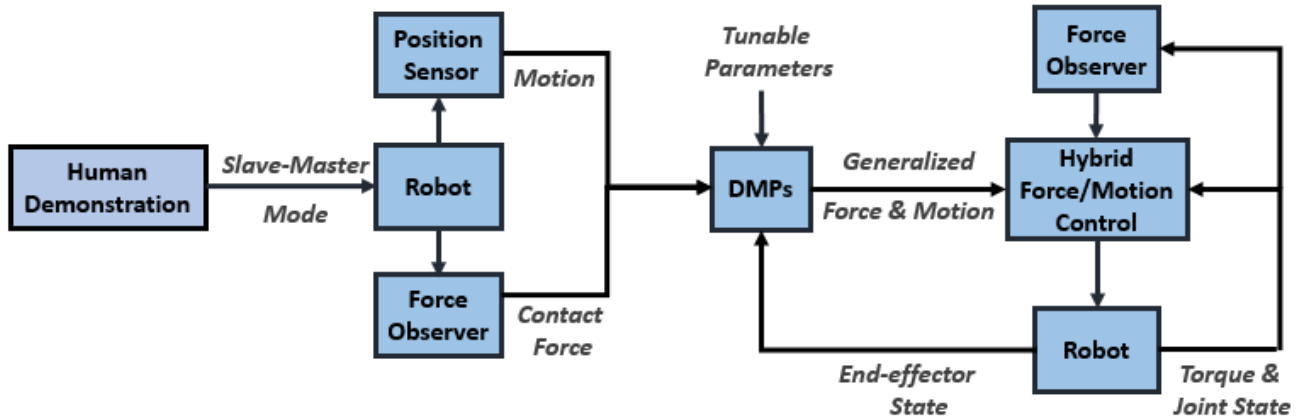 Position
Sensor
Motion
Tunable
Parameters
Force
Observer
Human
Demonstration
Slave-Master
Mode
Robot
DMPs
Generalized
Force & Motion
Hybrid
Force/Motion
Control
Force
Observer
Contact
Force
End-effector
State
Robot
Torque &
Joint State